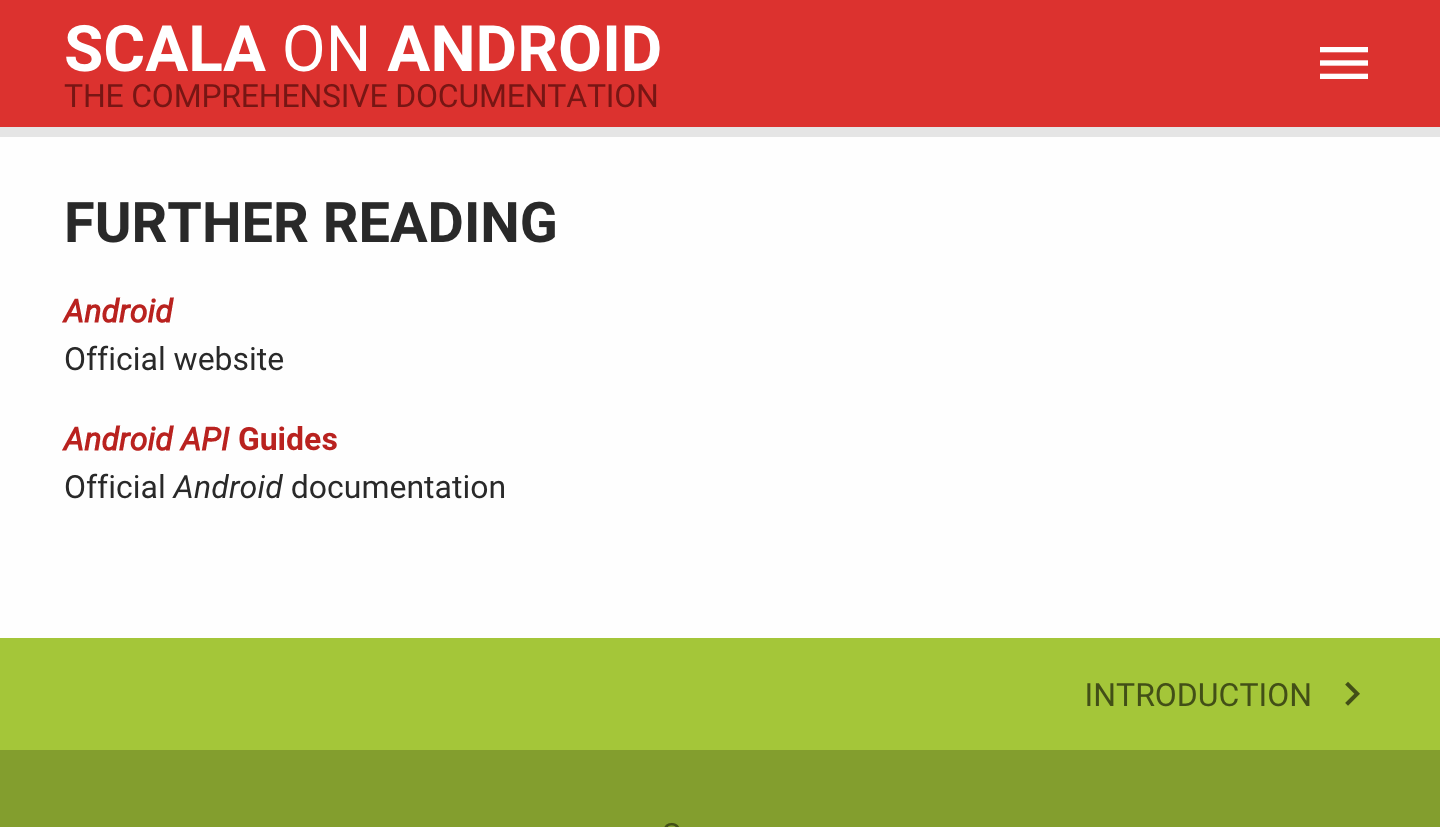 SCALA ON ANDROID
THE COMPREHENSIVE DOCUMENTATION
FURTHER READING
Android
Official website
Android API Guides
Official Android documentation
INTRODUCTION